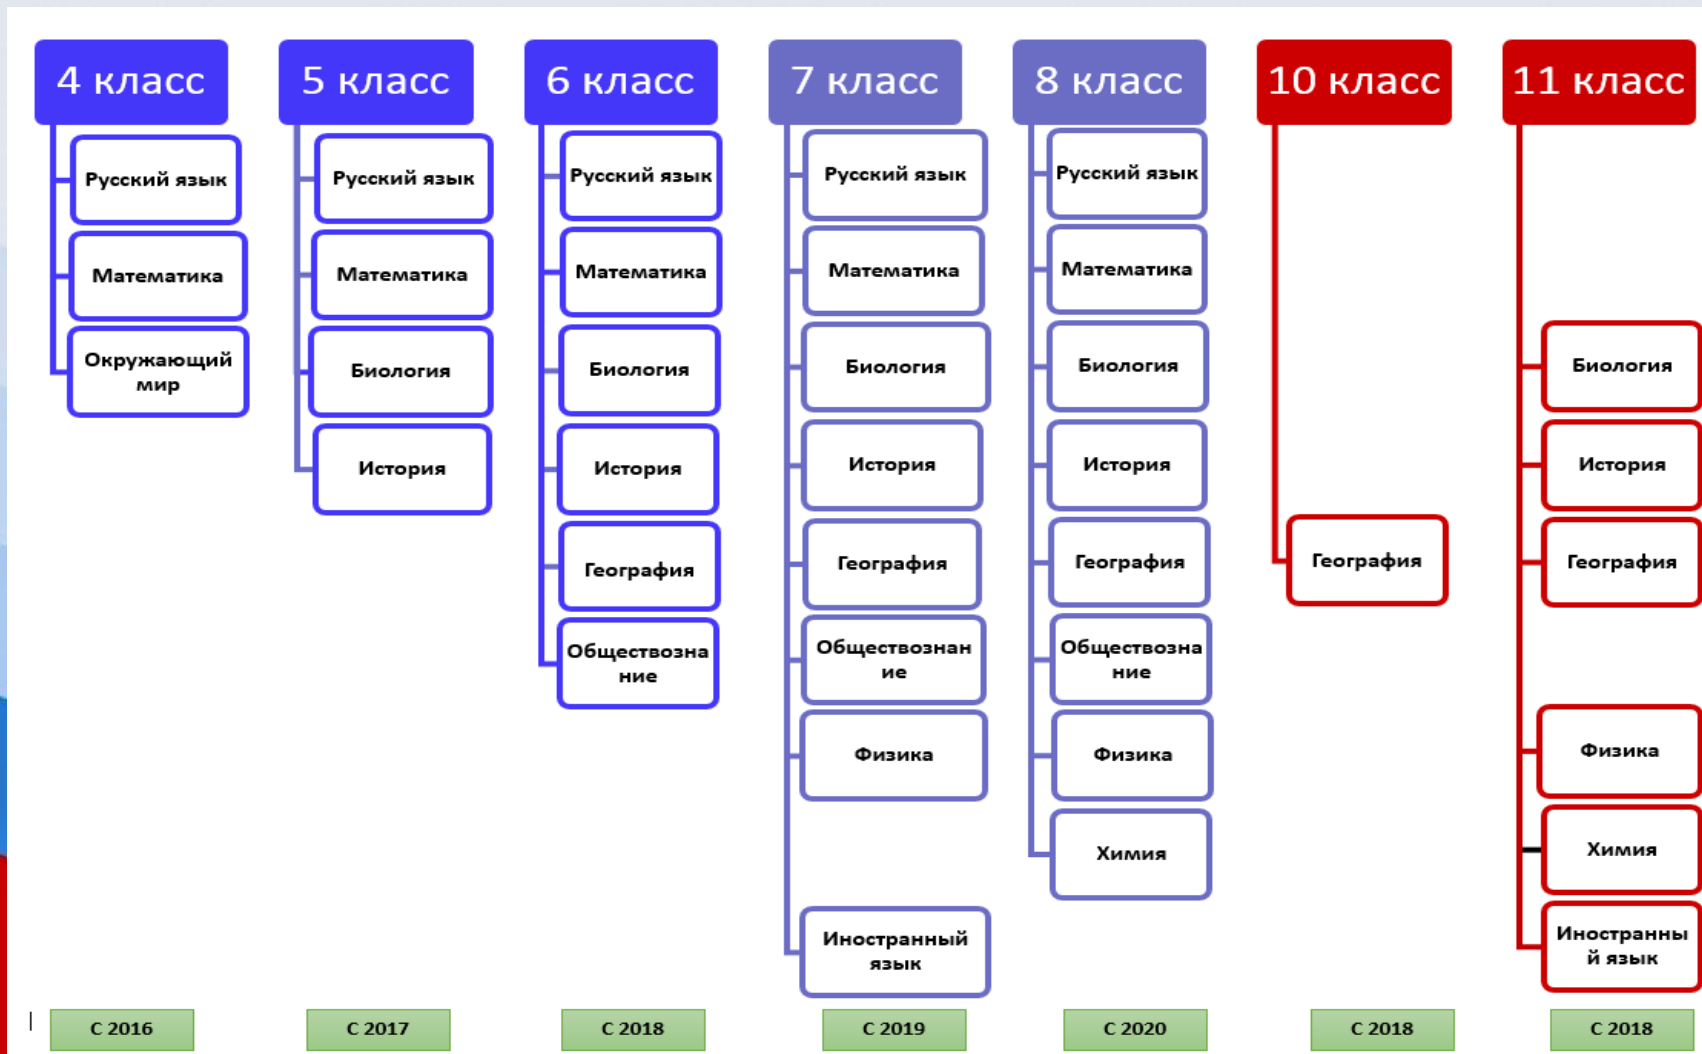 4 класс
Русский язык
Математика
Окружающий
мир
С 2016
5 класс
Русский язык
Математика
Биология
История
С 2017
6 класс
Русский язык
Математика
Биология
История
География
Обществозна
ние
С 2018
7 класс
Русский язык
Математика
Биология
История
География
Обществознан
ие
Физика
Иностранный
язык
С 2019
8 класс
Русский язык
Математика
Биология
История
География
Обществозна
ние
Физика
Химия
С 2020
10 класс
География
С 2018
11 класс
Биология
История
География
Физика
Химия
Иностранны
й язык
С 2018